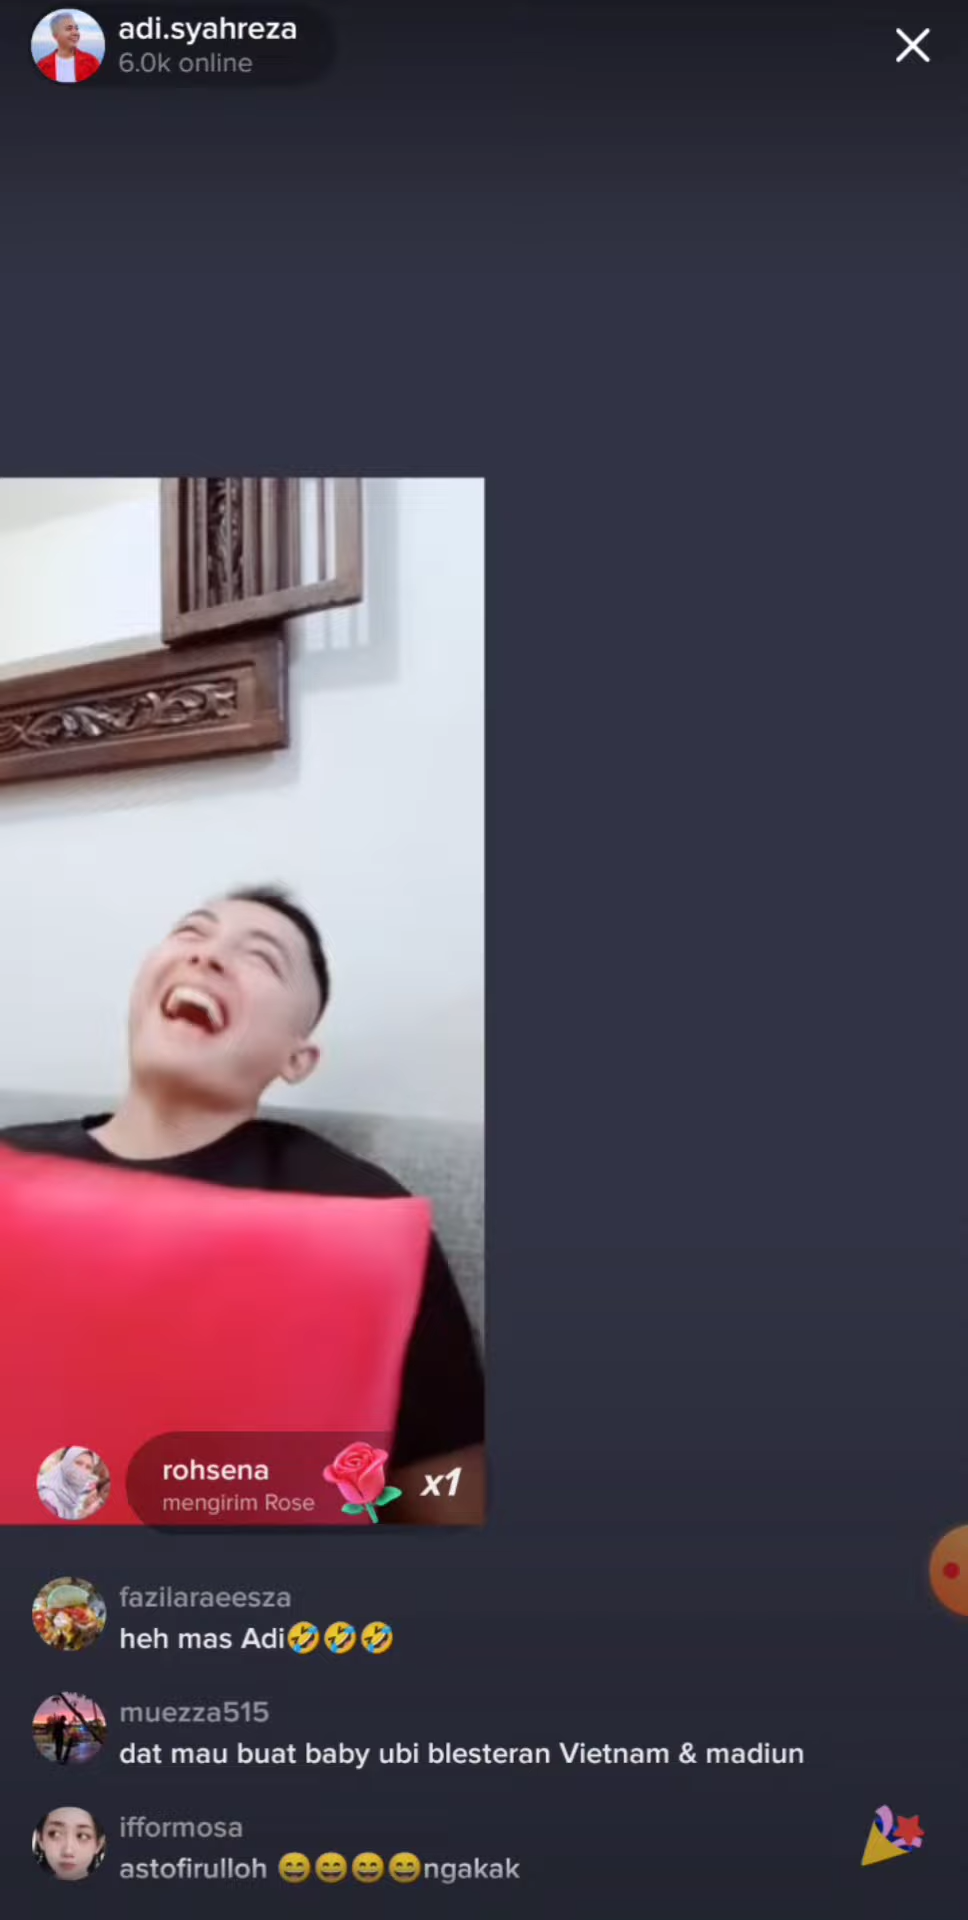 adi.syahreza
6.0k online
rohsena
mengirim Rose
x1
fazilaraeesza
heh mas Adi🤣🤣🤣
muezza515
dat mau buat baby ubi blesteran Vietnam & madiun
ifformosa
astofirulloh 😄😄😄😄ngakak